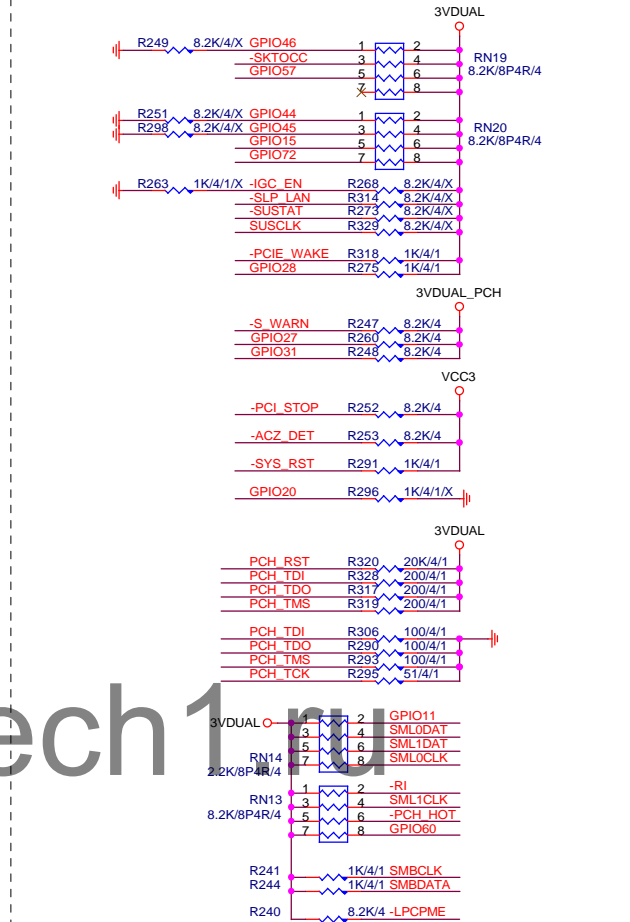 3VDUAL
R249 8.2K/4/X GPIO46 1 2
-SKTOCC 3 4 RN19
GPIO57 5 6 8.2K/8P4R/4
7 8
R251 8.2K/4/X GPIO44 1 2
R298 8.2K/4/X GPIO45 3 4 RN20
GPIO15 5 6 8.2K/8P4R/4
GPIO72 7 8
R263 1K/4/1/X -IGC_EN R268 8.2K/4/X
-SLP_LAN R314 8.2K/4/X
-SUSTAT R273 8.2K/4/X
SUSCLK R329 8.2K/4/X
-PCIE_WAKE R318 1K/4/1
GPIO28 R275 1K/4/1
3VDUAL_PCH
-S_WARN R247 8.2K/4
GPIO27 R260 8.2K/4
GPIO31 R248 8.2K/4
VCC3
-PCI_STOP R252 8.2K/4
-ACZ_DET R253 8.2K/4
-SYS_RST R291 1K/4/1
GPIO20 R296 1K/4/1/X
3VDUAL
PCH_RST R320 20K/4/1
PCH_TDI R328 200/4/1
PCH_TDO R317 200/4/1
PCH_TMS R319 200/4/1
PCH_TDI R306 100/4/1
PCH_TDO R290 100/4/1
PCH_TMS R293 100/4/1
PCH_TCK R295 51/4/1
ech1.ru
3VDUAL 1 2 GPIO11
3 4 SML0DAT
5 6 SML1DAT
RN14 7 8 SML0CLK
2.2K/8P4R/4
1 2 -RI
RN13 3 4 SML1CLK
8.2K/8P4R/4 5 6 -PCH_HOT
7 8 GPIO60
R241 1K/4/1 SMBCLK
R244 1K/4/1 SMBDATA
R240 8.2K/4 -LPCPME